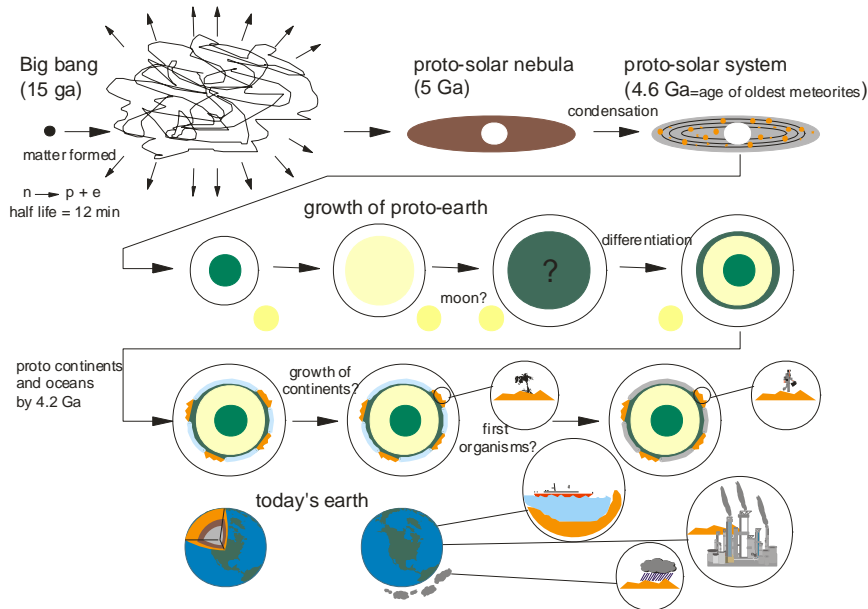 Big bang
(15 ga)
matter formed
n → p + e
half life = 12 min
proto-solar nebula
(5 Ga)
condensation
proto-solar system
(4.6 Ga=age of oldest meteorites)
growth of proto-earth
moon?
?
differentiation
proto continents
and oceans
by 4.2 Ga
growth of
continents?
first
organisms?
today's earth